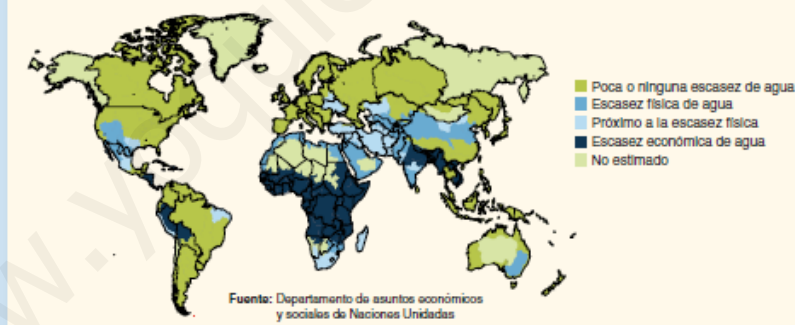 Poca o ninguna escasez de agua
Escasez física de agua
Próximo a la escasez física
Escasez económica de agua
No estimado
Fuente: Departamento de asuntos económicos
y sociales de Naciones Unidadas